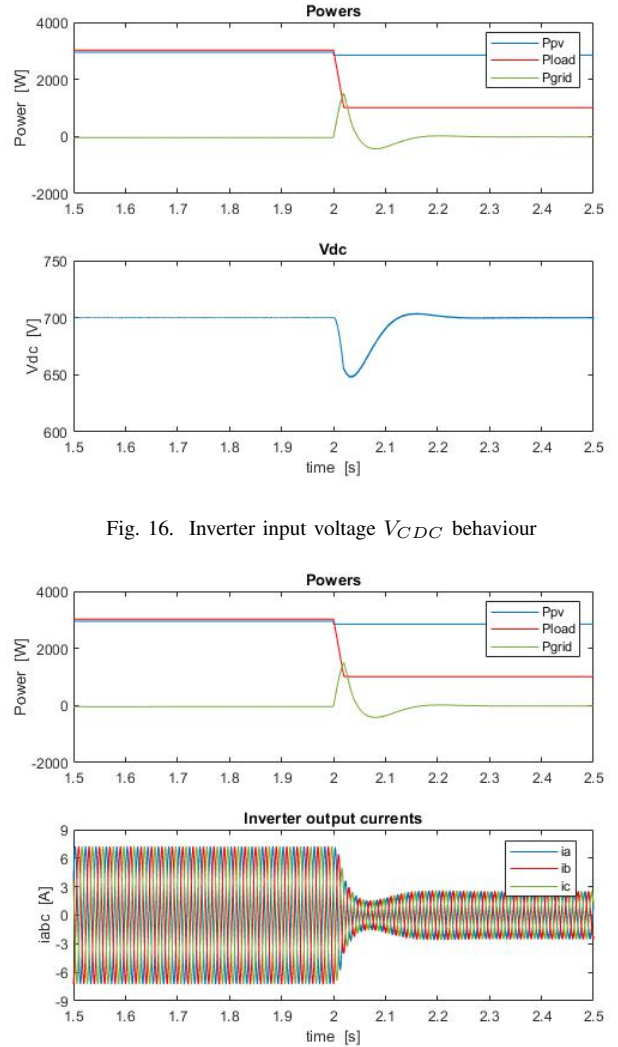 Powers
4000
2000
0
-2000
Power [W]
Ppv
Pload
Pgrid
1.5 1.6 1.7 1.8 1.9 2 2.1 2.2 2.3 2.4 2.5
Vdc
750
700
650
600
Vdc [V]
1.5 1.6 1.7 1.8 1.9 2 2.1 2.2 2.3 2.4 2.5
time [s]
Fig. 16. Inverter input voltage VCDC behaviour
Powers
4000
2000
0
-2000
Power [W]
Ppv
Pload
Pgrid
1.5 1.6 1.7 1.8 1.9 2 2.1 2.2 2.3 2.4 2.5
Inverter output currents
9
6
3
0
-3
-6
-9
iabc [A]
ia
ib
ic
1.5 1.6 1.7 1.8 1.9 2 2.1 2.2 2.3 2.4 2.5
time [s]